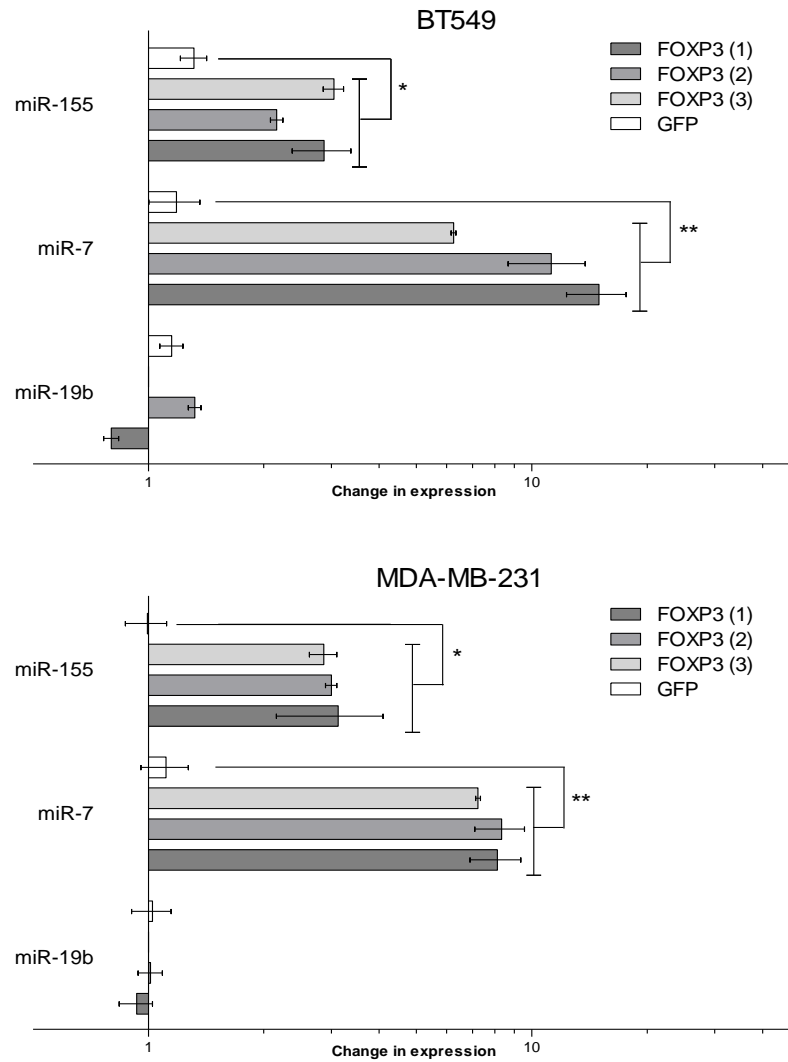 BT549
FOXP3 (1)
FOXP3 (2)
FOXP3 (3)
GFP
miR-155
*
miR-7
**
miR-19b
1
10
Change in expression
MDA-MB-231
FOXP3 (1)
FOXP3 (2)
FOXP3 (3)
GFP
miR-155
*
miR-7
**
miR-19b
1
10
Change in expression